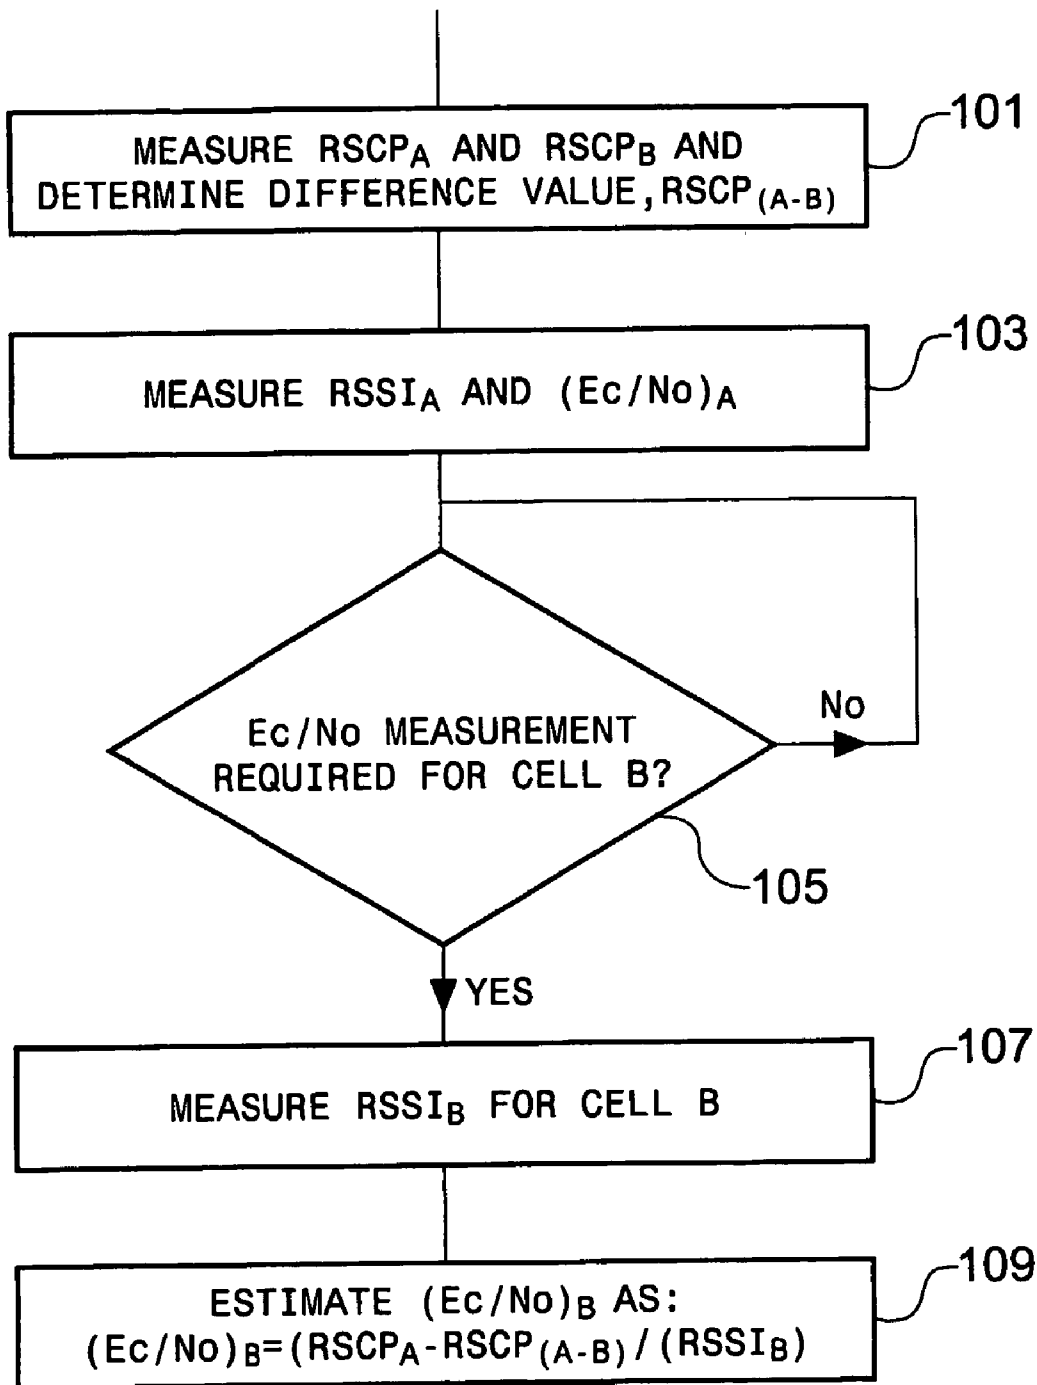 101
MEASURE RSCPA AND RSCPB AND
DETERMINE DIFFERENCE VALUE,RSCP(A-B)
103
MEASURE RSSIA AND (Ec/No)A
No
Ec/No MEASUREMENT
REQUIRED FOR CELL B?
105
YES
107
MEASURE RSSIB FOR CELL B
109
ESTIMATE (Ec/No)B AS:
(Ec/No)B=(RSCPA-RSCP(A-B)/(RSSIB)